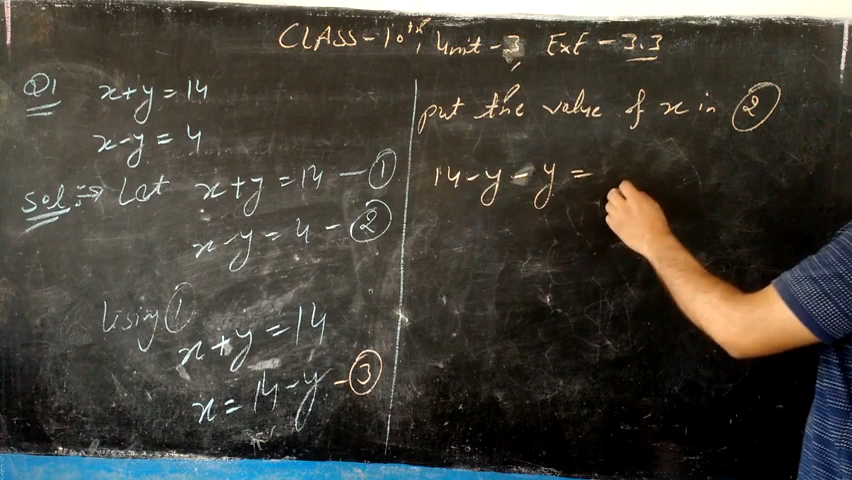 CLASS-10th, Unit-3 ExE-3.3
Q1 x+y=14
x-y=4
Sol:⇒ Let x+y=14 -①
x-y=4 -②
Using ①
x+y=14
x=14-y -③
put the value of x in ②
14-y-y=